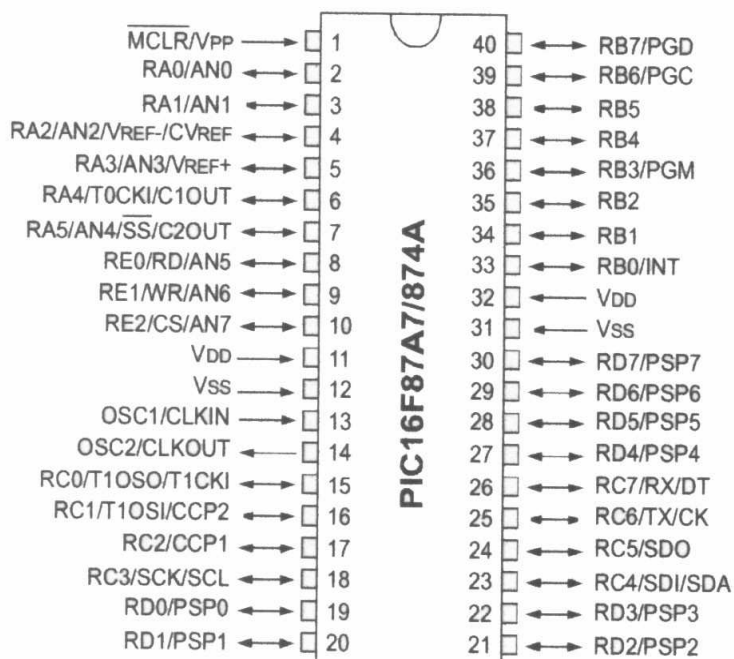 MCLR/VPP 1 40 RB7/PGD
RA0/AN0 2 39 RB6/PGC
RA1/AN1 3 38 RB5
RA2/AN2/VREF-/CVREF 4 37 RB4
RA3/AN3/VREF+ 5 36 RB3/PGM
RA4/T0CKI/C1OUT 6 35 RB2
RA5/AN4/SS/C2OUT 7 34 RB1
RE0/RD/AN5 8 33 RB0/INT
RE1/WR/AN6 9 32 VDD
RE2/CS/AN7 10 31 VSS
VDD 11 30 RD7/PSP7
VSS 12 29 RD6/PSP6
OSC1/CLKIN 13 28 RD5/PSP5
OSC2/CLKOUT 14 27 RD4/PSP4
RC0/T1OSO/T1CKI 15 26 RC7/RX/DT
RC1/T1OSI/CCP2 16 25 RC6/TX/CK
RC2/CCP1 17 24 RC5/SDO
RC3/SCK/SCL 18 23 RC4/SDI/SDA
RD0/PSP0 19 22 RD3/PSP3
RD1/PSP1 20 21 RD2/PSP2
PIC16F87A7/874A